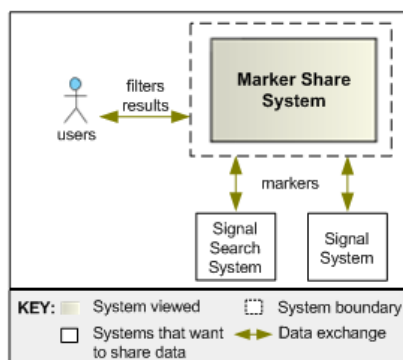 Marker Share
System
filters
results
users
markers
Signal
Search
System
Signal
System
KEY: System viewed System boundary
Systems that want Data exchange
to share data